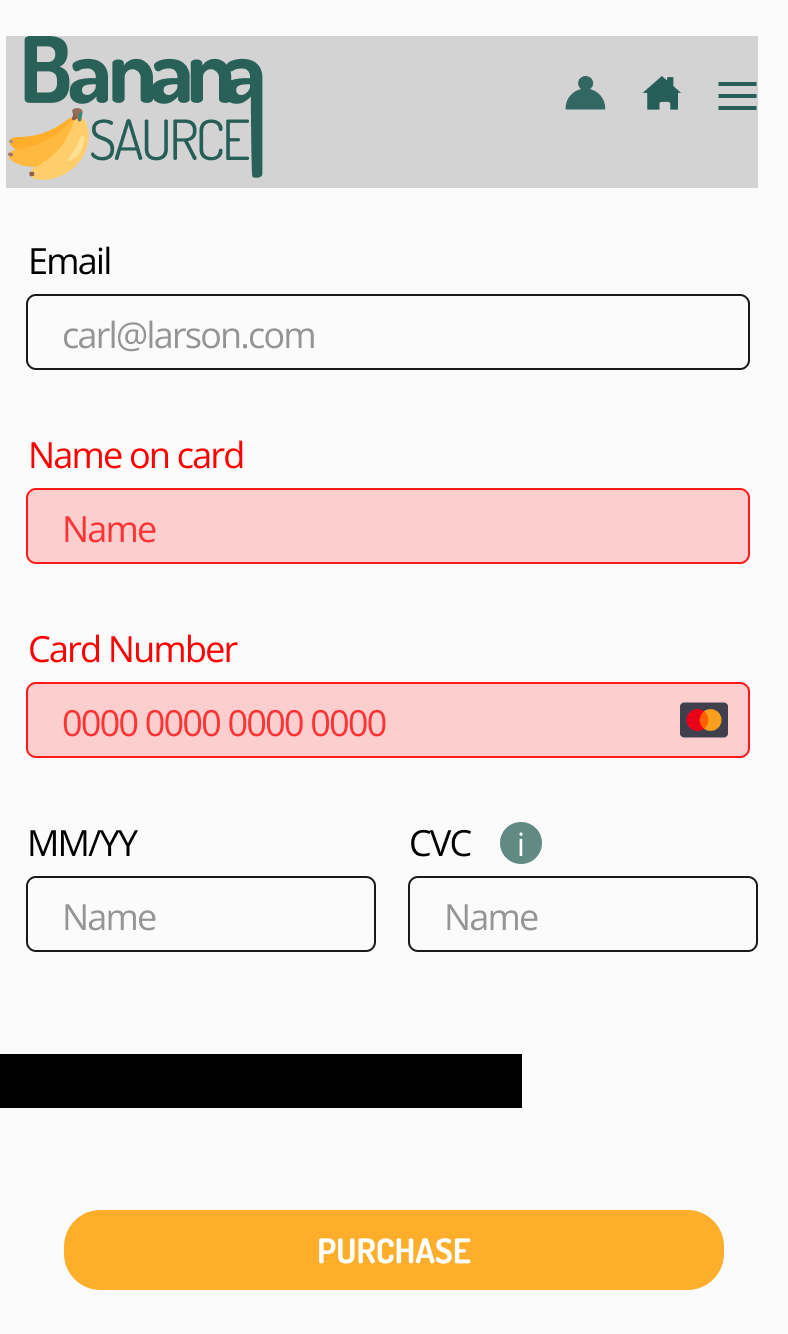 Banana
SAURCE
Email
carl@larson.com
Name on card
Name
Card Number
0000 0000 0000 0000
MM/YY CVC i
Name Name
PURCHASE